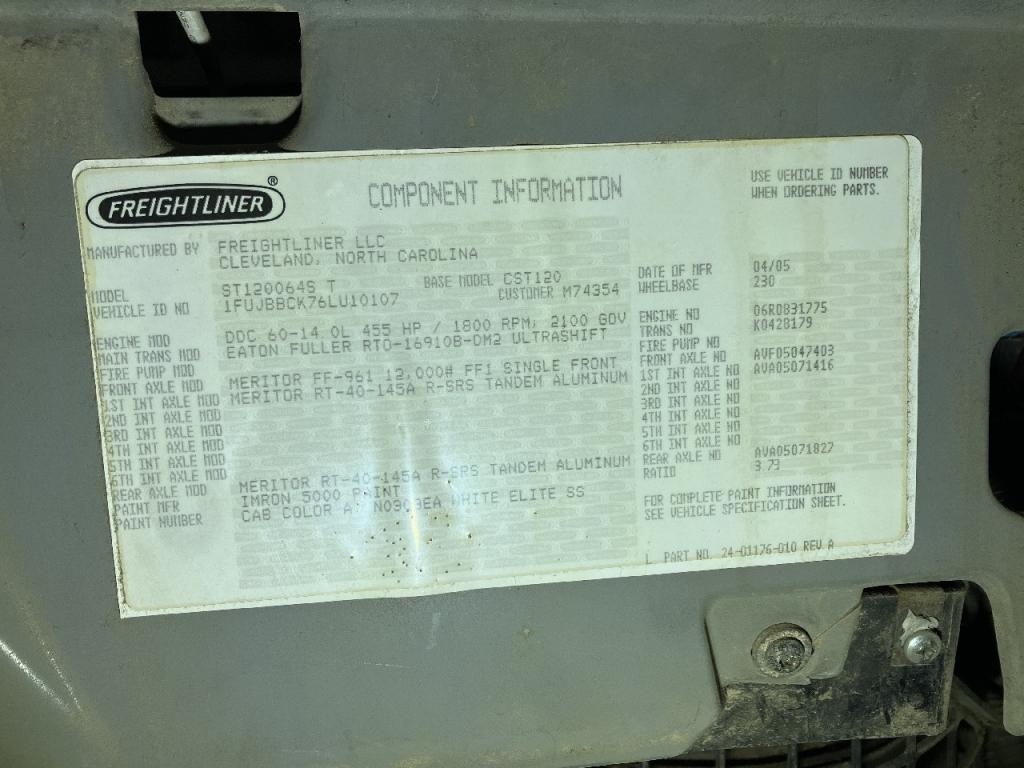 FREIGHTLINER®
COMPONENT INFORMATION
USE VEHICLE ID NUMBER
WHEN ORDERING PARTS.
MANUFACTURED BY FREIGHTLINER LLC
CLEVELAND, NORTH CAROLINA
MODEL ST120064S T BASE MODEL CST120
VEHICLE ID NO 1FUJBBCK76LU10107 CUSTOMER M74354
DATE OF MFR 04/05
WHEELBASE 230
ENGINE MOD DDC 60-14.0L 455 HP / 1800 RPM, 2100 GOV
MAIN TRANS MOD EATON FULLER RTO-16910B-DM2 ULTRASHIFT
FIRE PUMP MOD
FRONT AXLE MOD MERITOR FF-961 12,000# FF1 SINGLE FRONT
1ST INT AXLE MOD MERITOR RT-40-145A R-SRS TANDEM ALUMINUM
2ND INT AXLE MOD
3RD INT AXLE MOD
4TH INT AXLE MOD
5TH INT AXLE MOD
6TH INT AXLE MOD
REAR AXLE MOD MERITOR RT-40-145A R-SRS TANDEM ALUMINUM
PAINT MFR IMRON 5000 PAINT
PAINT NUMBER CAB COLOR A: WHITE ELITE SS
ENGINE NO 06R0831775
TRANS NO K0428179
FIRE PUMP NO
FRONT AXLE NO AVF05047403
1ST INT AXLE NO AVA05071416
2ND INT AXLE NO
3RD INT AXLE NO
4TH INT AXLE NO
5TH INT AXLE NO
6TH INT AXLE NO
REAR AXLE NO AVA05071827
RATIO 3.73
FOR COMPLETE PAINT INFORMATION
SEE VEHICLE SPECIFICATION SHEET.
L PART NO. 24-01176-010 REV A